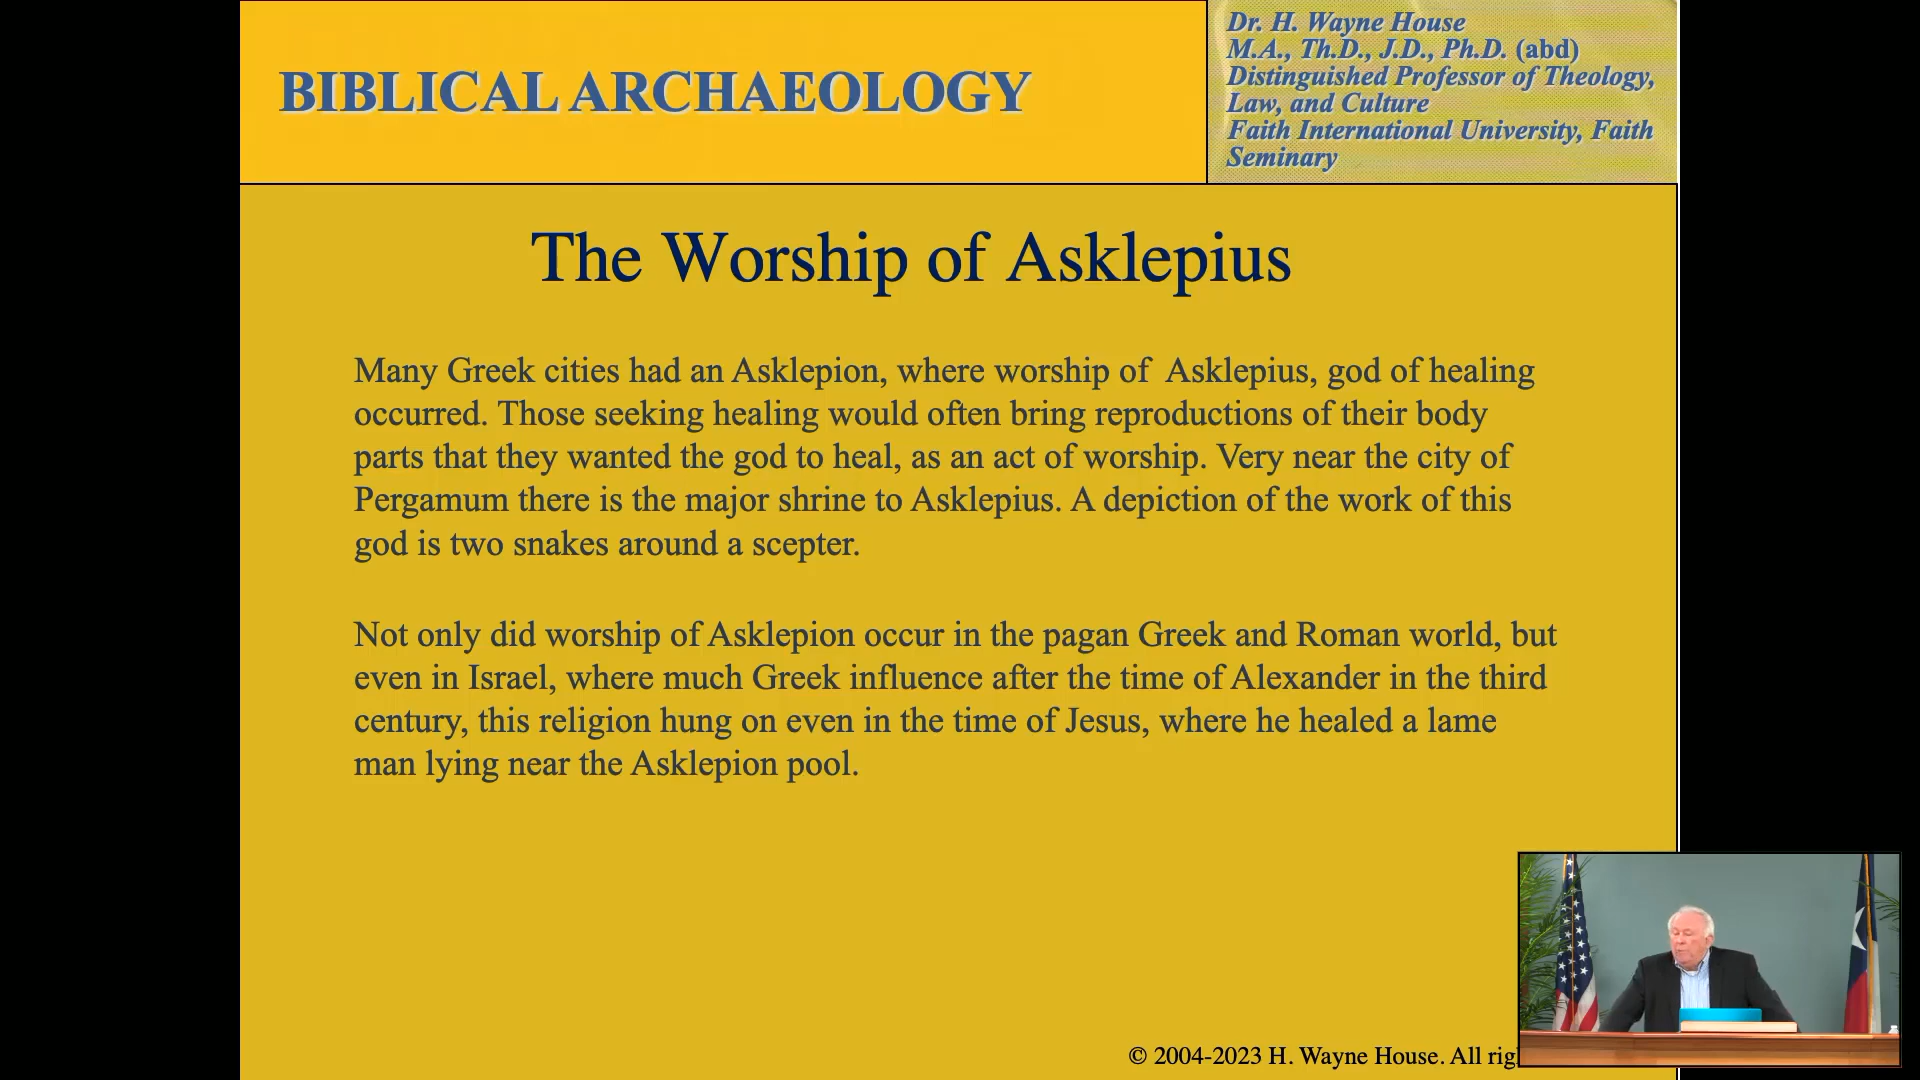 BIBLICAL ARCHAEOLOGY
Dr. H. Wayne House
M.A., Th.D., J.D., Ph.D. (abd)
Distinguished Professor of Theology,
Law, and Culture
Faith International University, Faith
Seminary
The Worship of Asklepius
Many Greek cities had an Asklepion, where worship of Asklepius, god of healing
occurred. Those seeking healing would often bring reproductions of their body
parts that they wanted the god to heal, as an act of worship. Very near the city of
Pergamum there is the major shrine to Asklepius. A depiction of the work of this
god is two snakes around a scepter.
Not only did worship of Asklepion occur in the pagan Greek and Roman world, but
even in Israel, where much Greek influence after the time of Alexander in the third
century, this religion hung on even in the time of Jesus, where he healed a lame
man lying near the Asklepion pool.
© 2004-2023 H. Wayne House. All